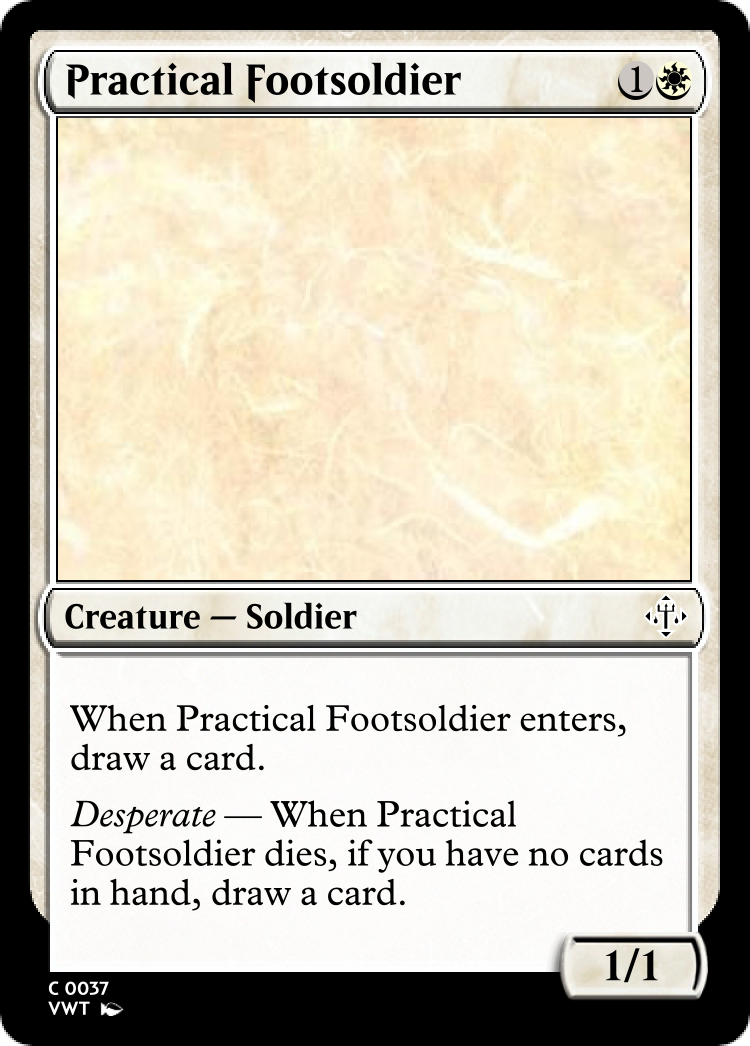 Practical Footsoldier 1
Creature — Soldier
When Practical Footsoldier enters,
draw a card.
Desperate — When Practical
Footsoldier dies, if you have no cards
in hand, draw a card.
1/1
C 0037
VWT